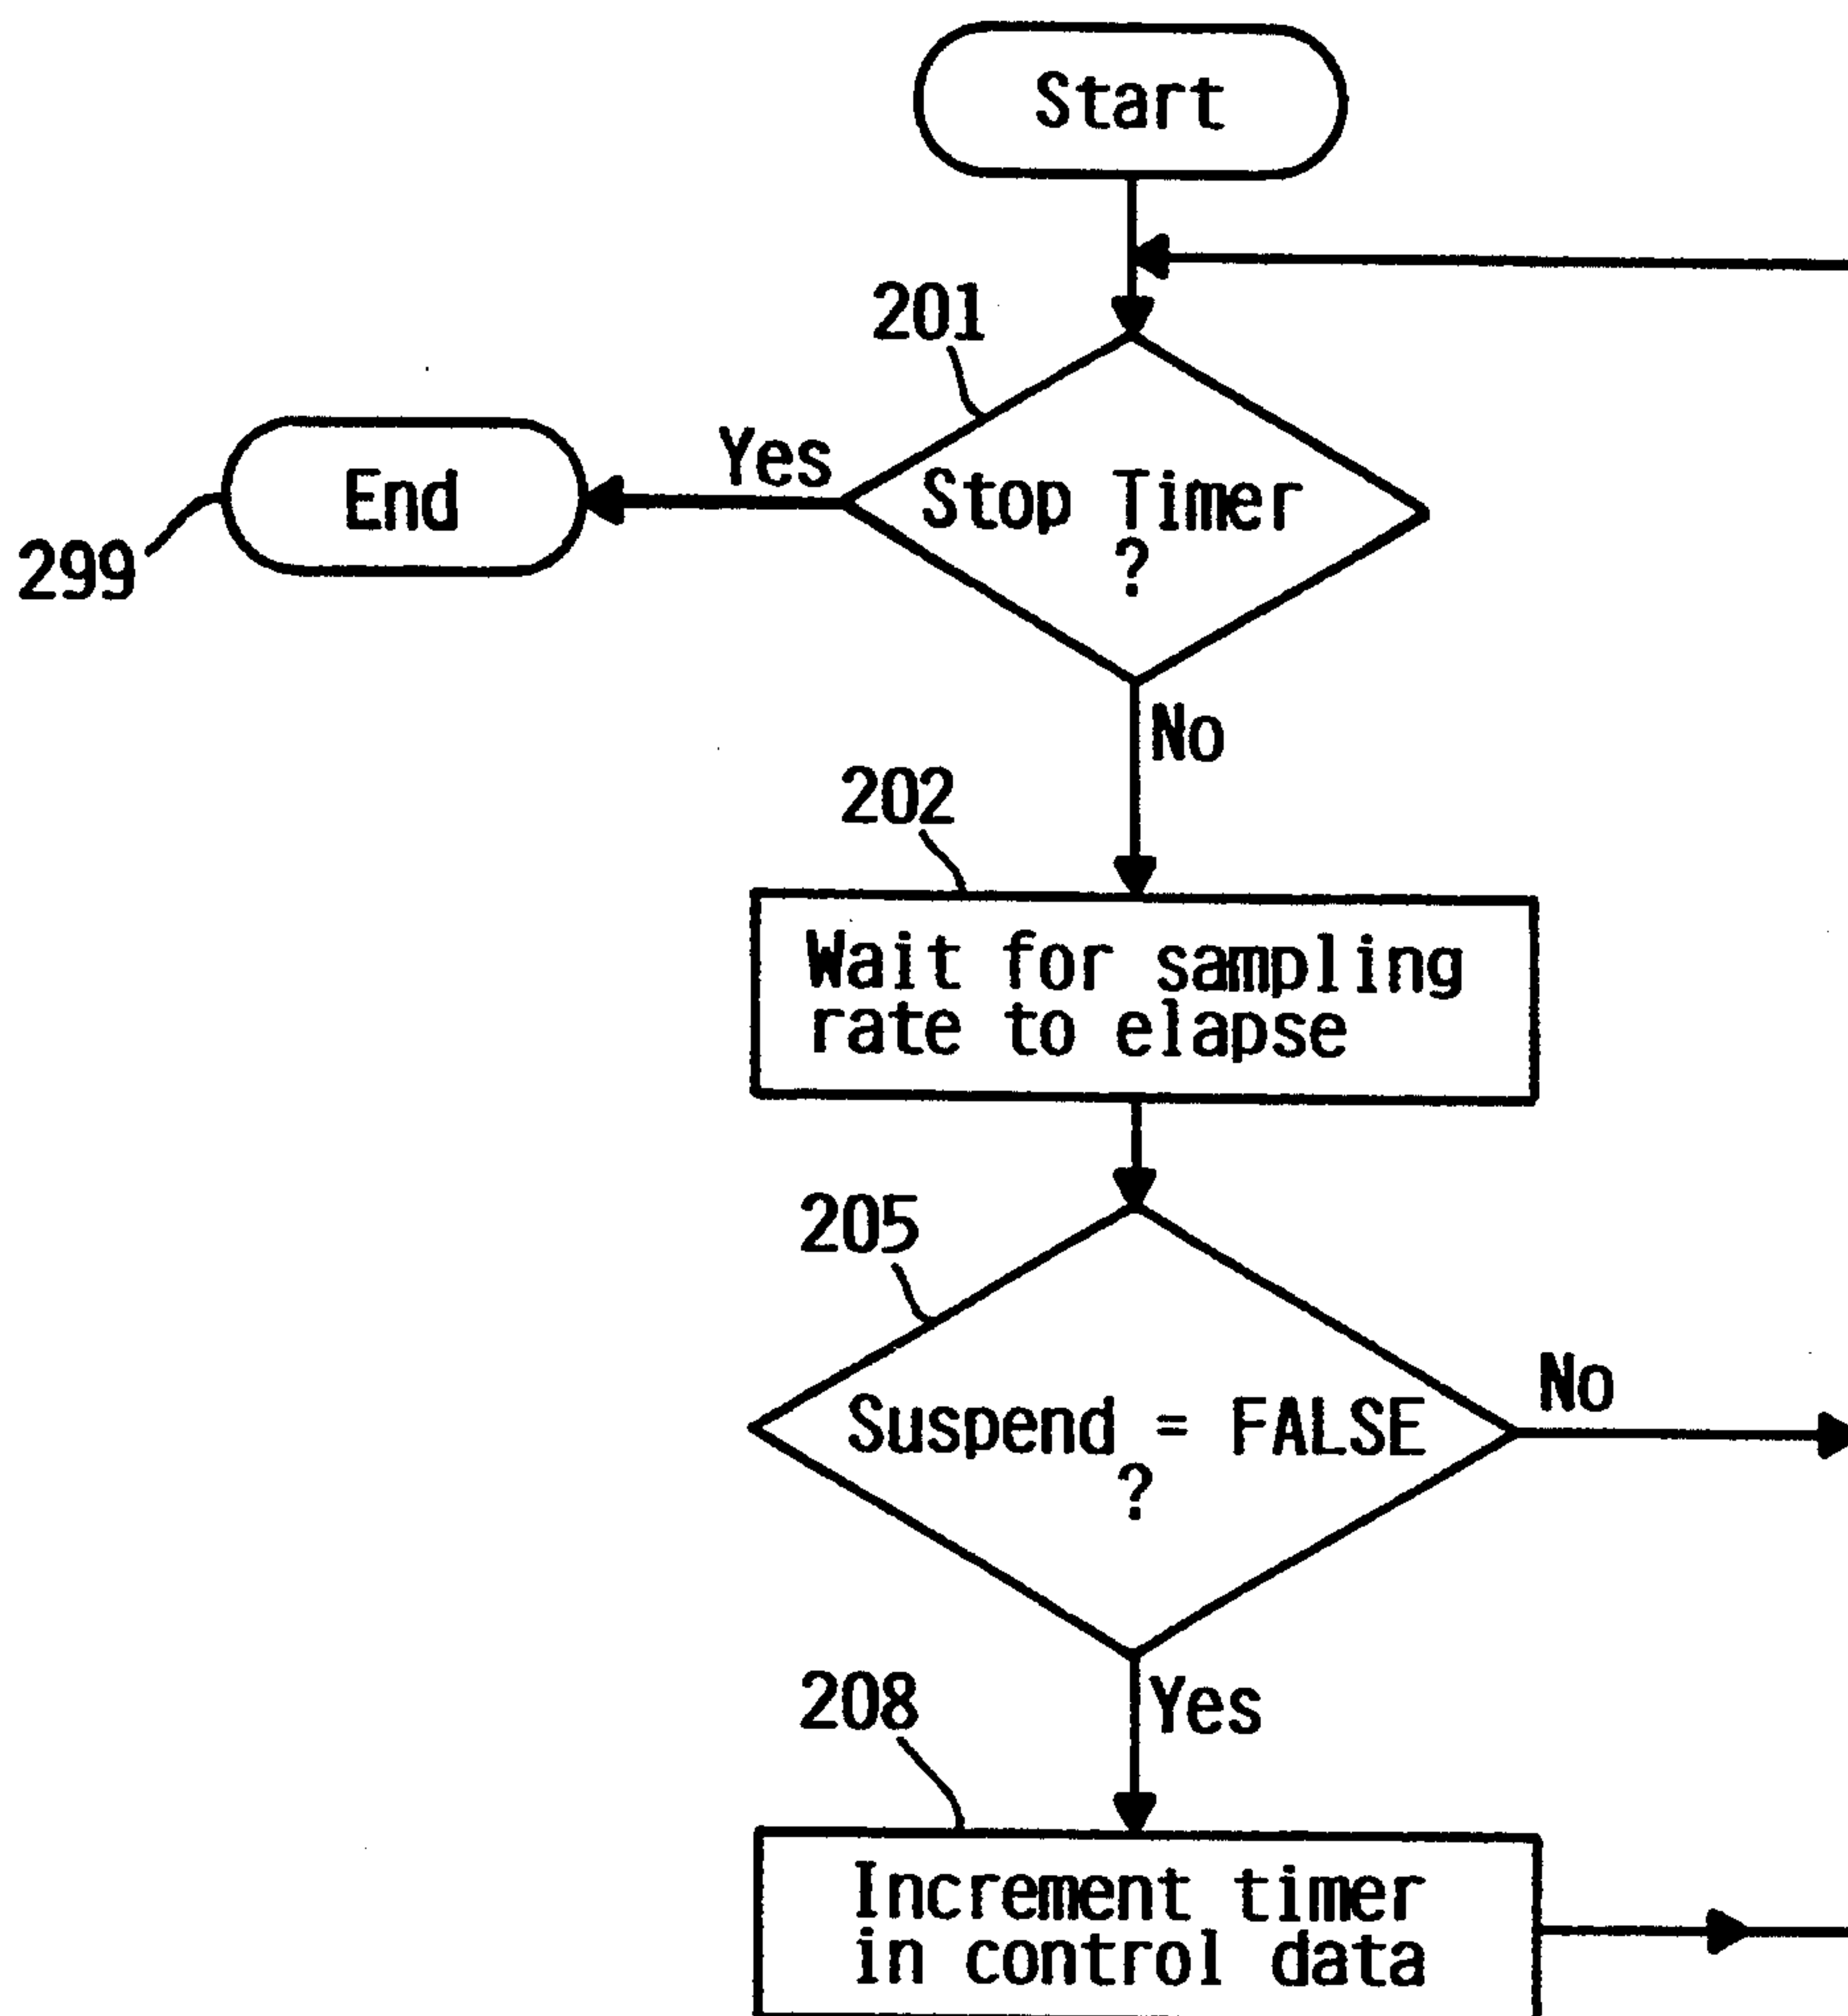 Start
201
Yes
Stop Timer
?
End
299
No
202
Wait for sampling
rate to elapse
205
Suspend = FALSE
?
No
208
Yes
Increment timer
in control data